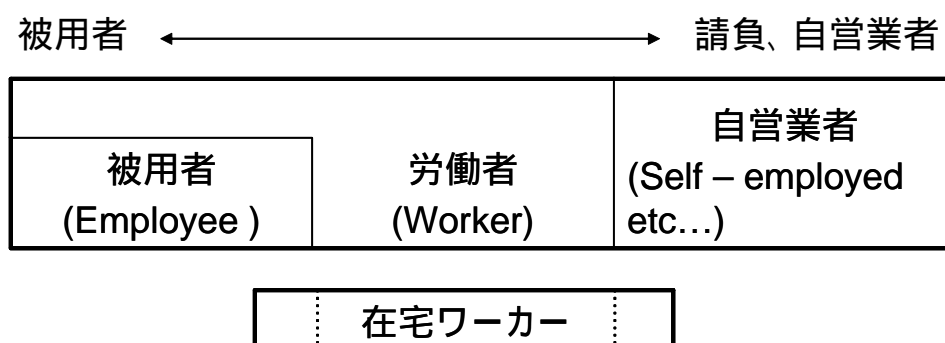 被用者 ←→ 請負、自営業者
被用者
(Employee )
労働者
(Worker)
自営業者
(Self – employed
etc…)
在宅ワーカー